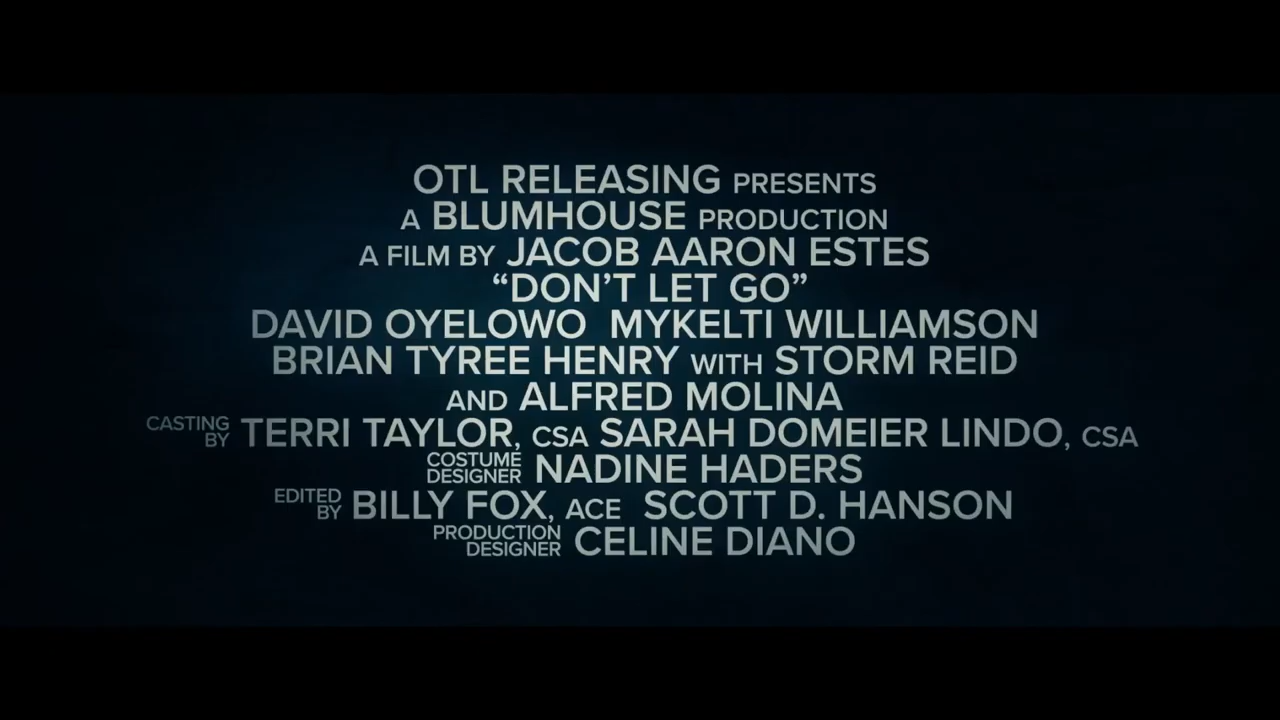 OTL RELEASING PRESENTS
A BLUMHOUSE PRODUCTION
A FILM BY JACOB AARON ESTES
“DON’T LET GO”
DAVID OYELOWO MYKELTI WILLIAMSON
BRIAN TYREE HENRY WITH STORM REID
AND ALFRED MOLINA
CASTING BY TERRI TAYLOR, CSA SARAH DOMEIER LINDO, CSA
COSTUME DESIGNER NADINE HADERS
EDITED BY BILLY FOX, ACE SCOTT D. HANSON
PRODUCTION DESIGNER CELINE DIANO